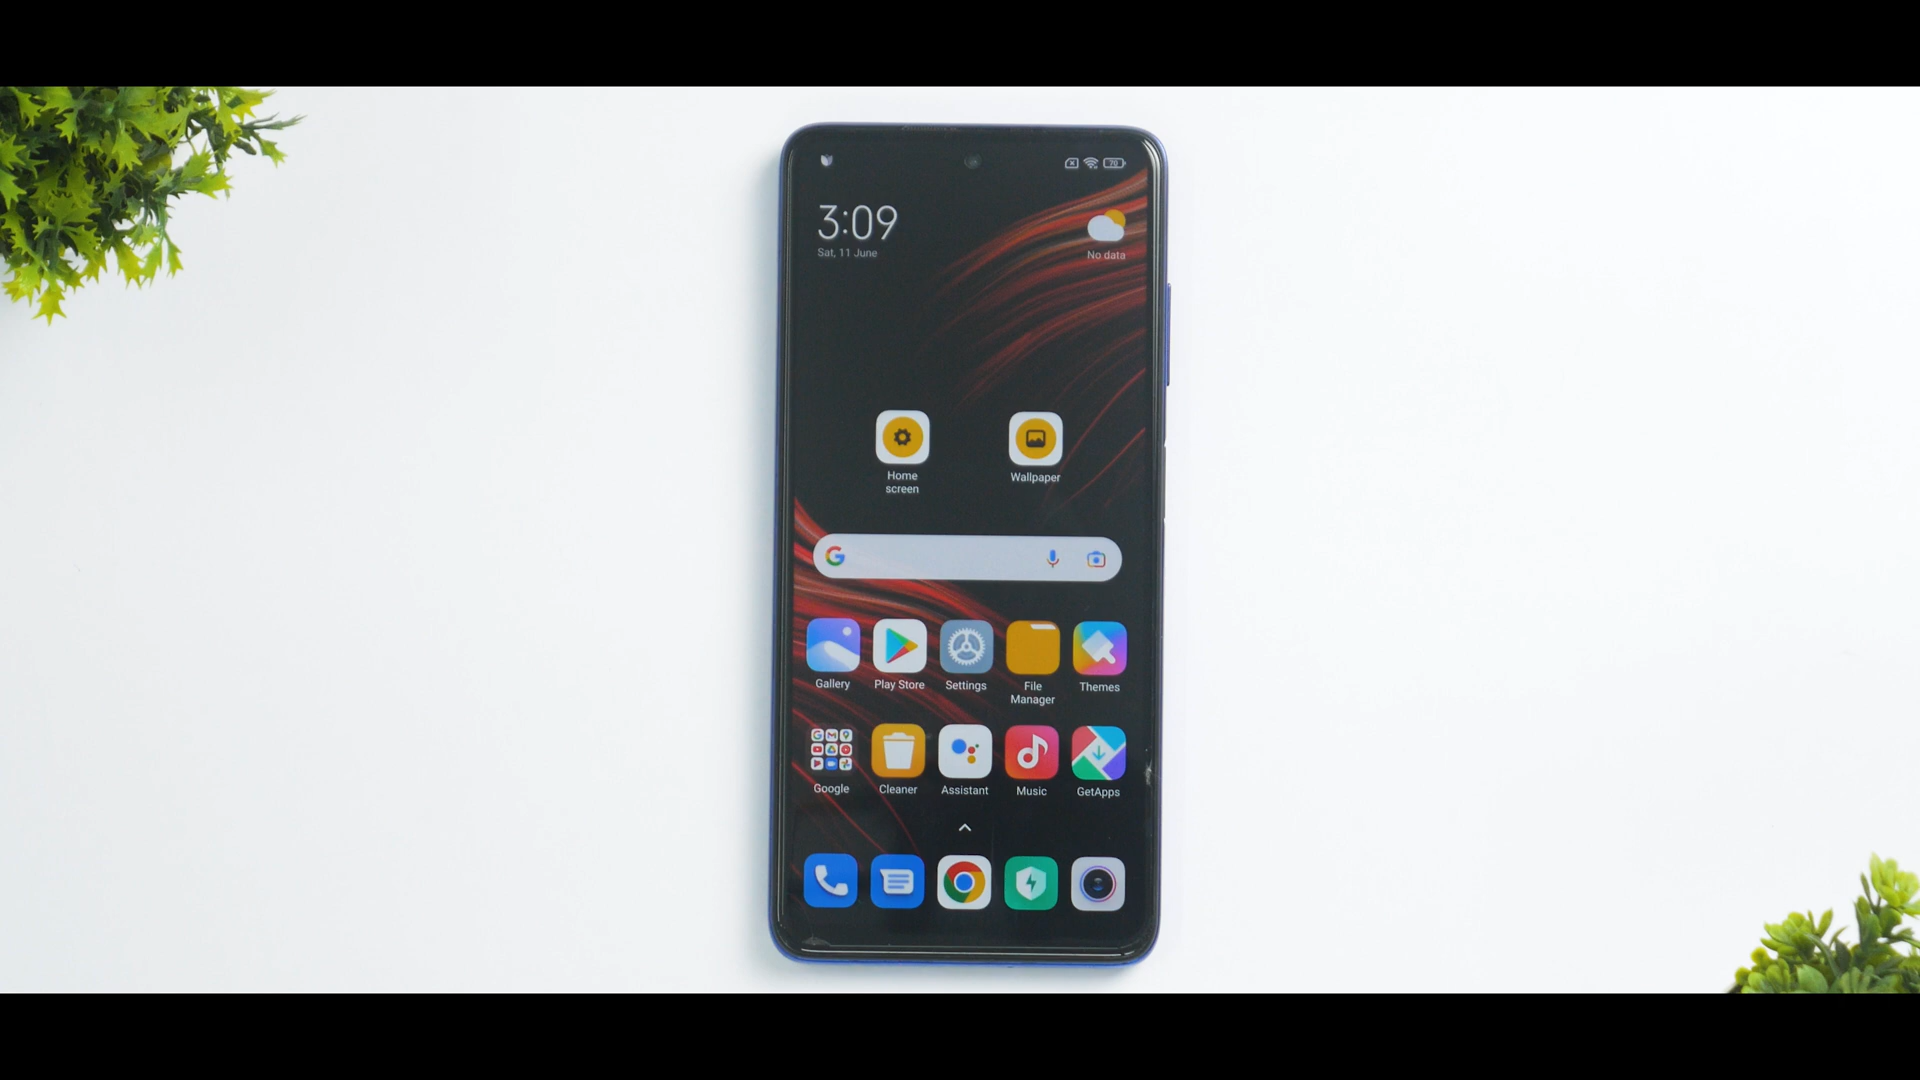 70
3:09
Sat, 11 June
No data
Home
screen
Wallpaper
Gallery
Play Store
Settings
File
Manager
Themes
Google
Cleaner
Assistant
Music
GetApps